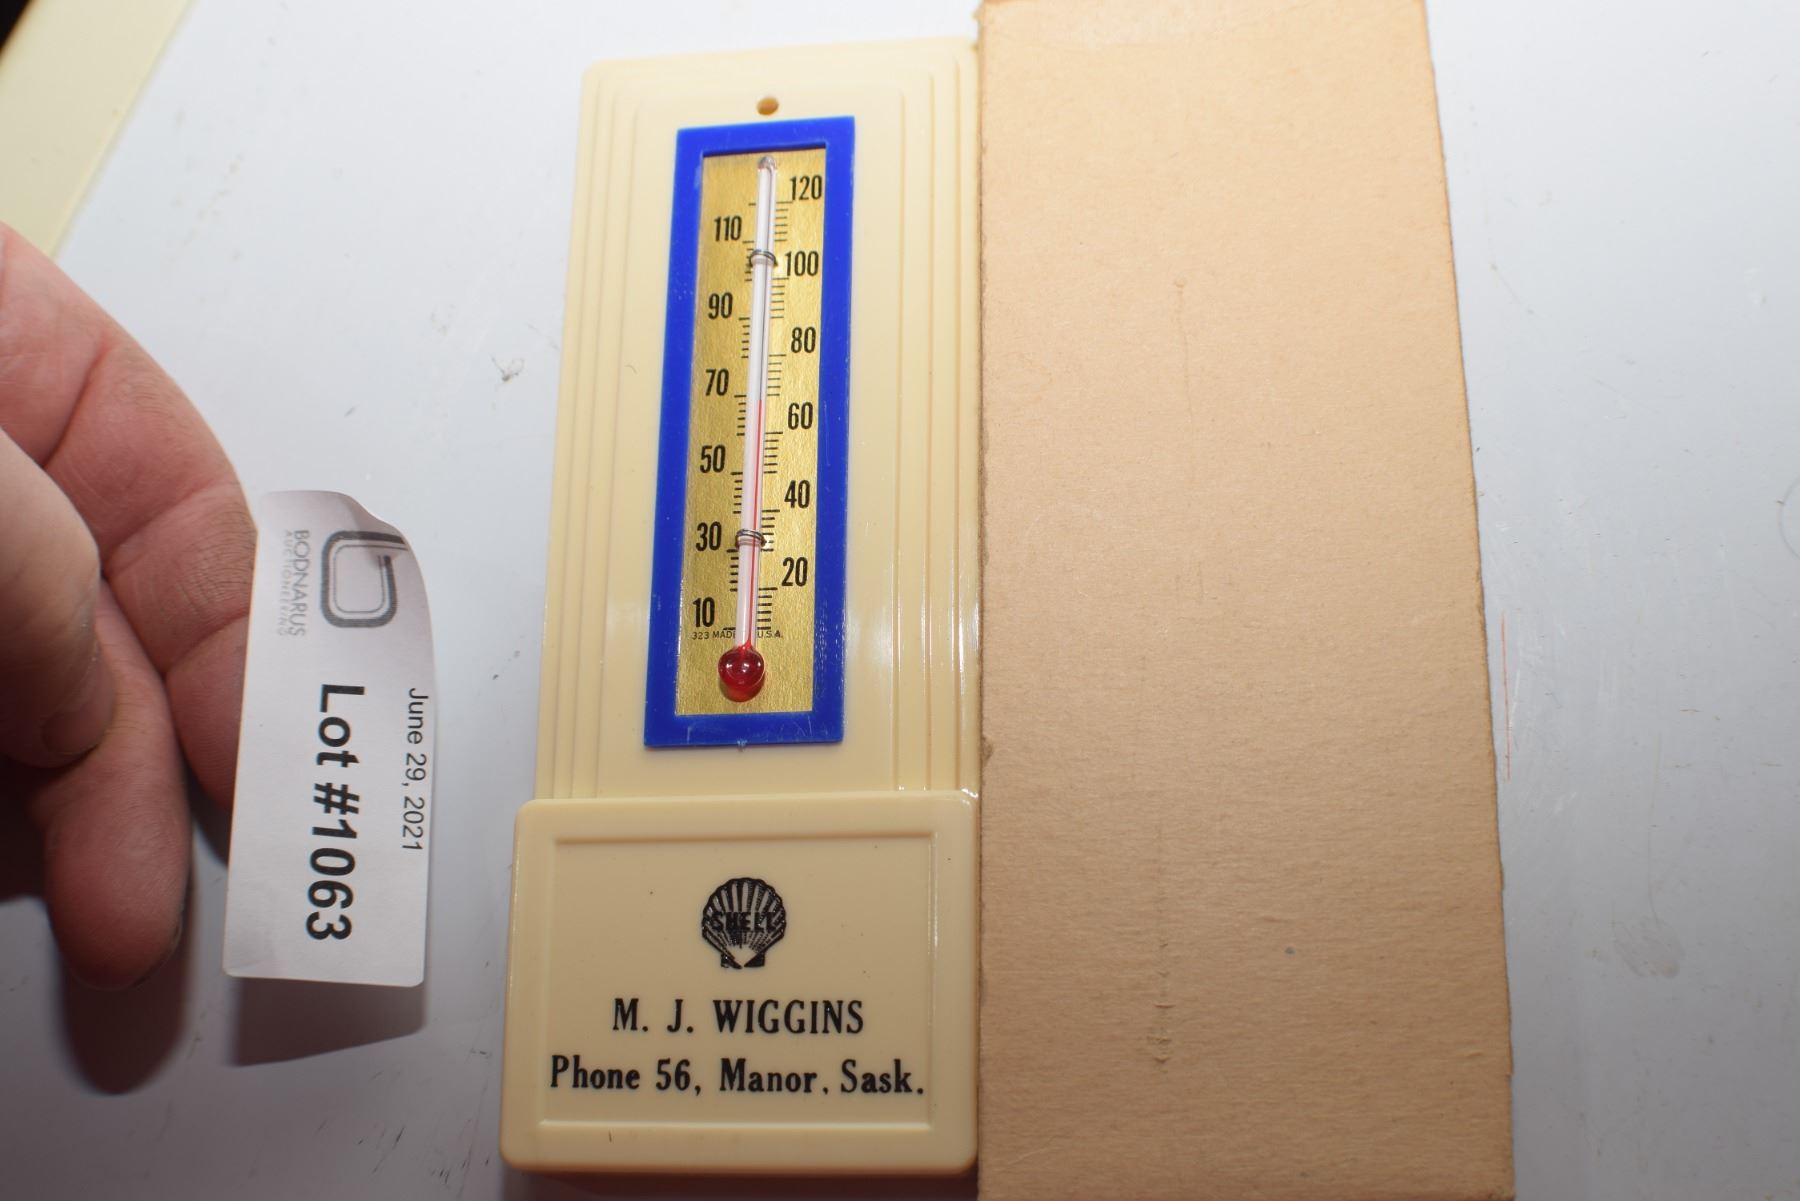 BODNARUS
AUCTIONEERING
Lot #1063
June 29, 2021
120
110
100
90
80
70
60
50
40
30
20
10
323 MADE U.S.A.
SHELL
M. J. WIGGINS
Phone 56, Manor, Sask.